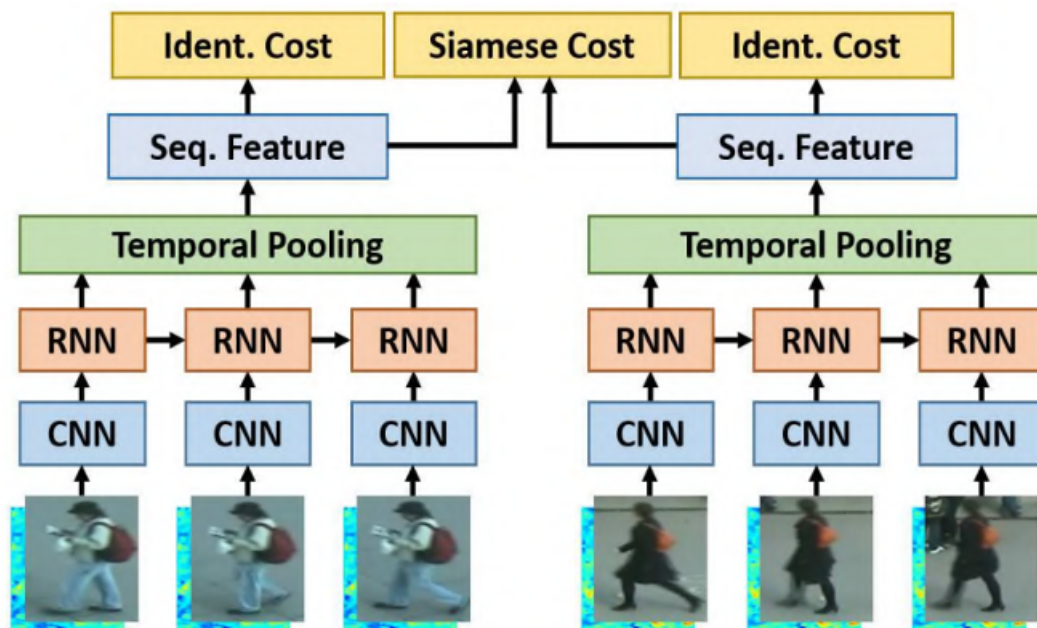 Ident. Cost
Siamese Cost
Ident. Cost
Seq. Feature
Seq. Feature
Temporal Pooling
Temporal Pooling
RNN
RNN
RNN
RNN
RNN
RNN
CNN
CNN
CNN
CNN
CNN
CNN